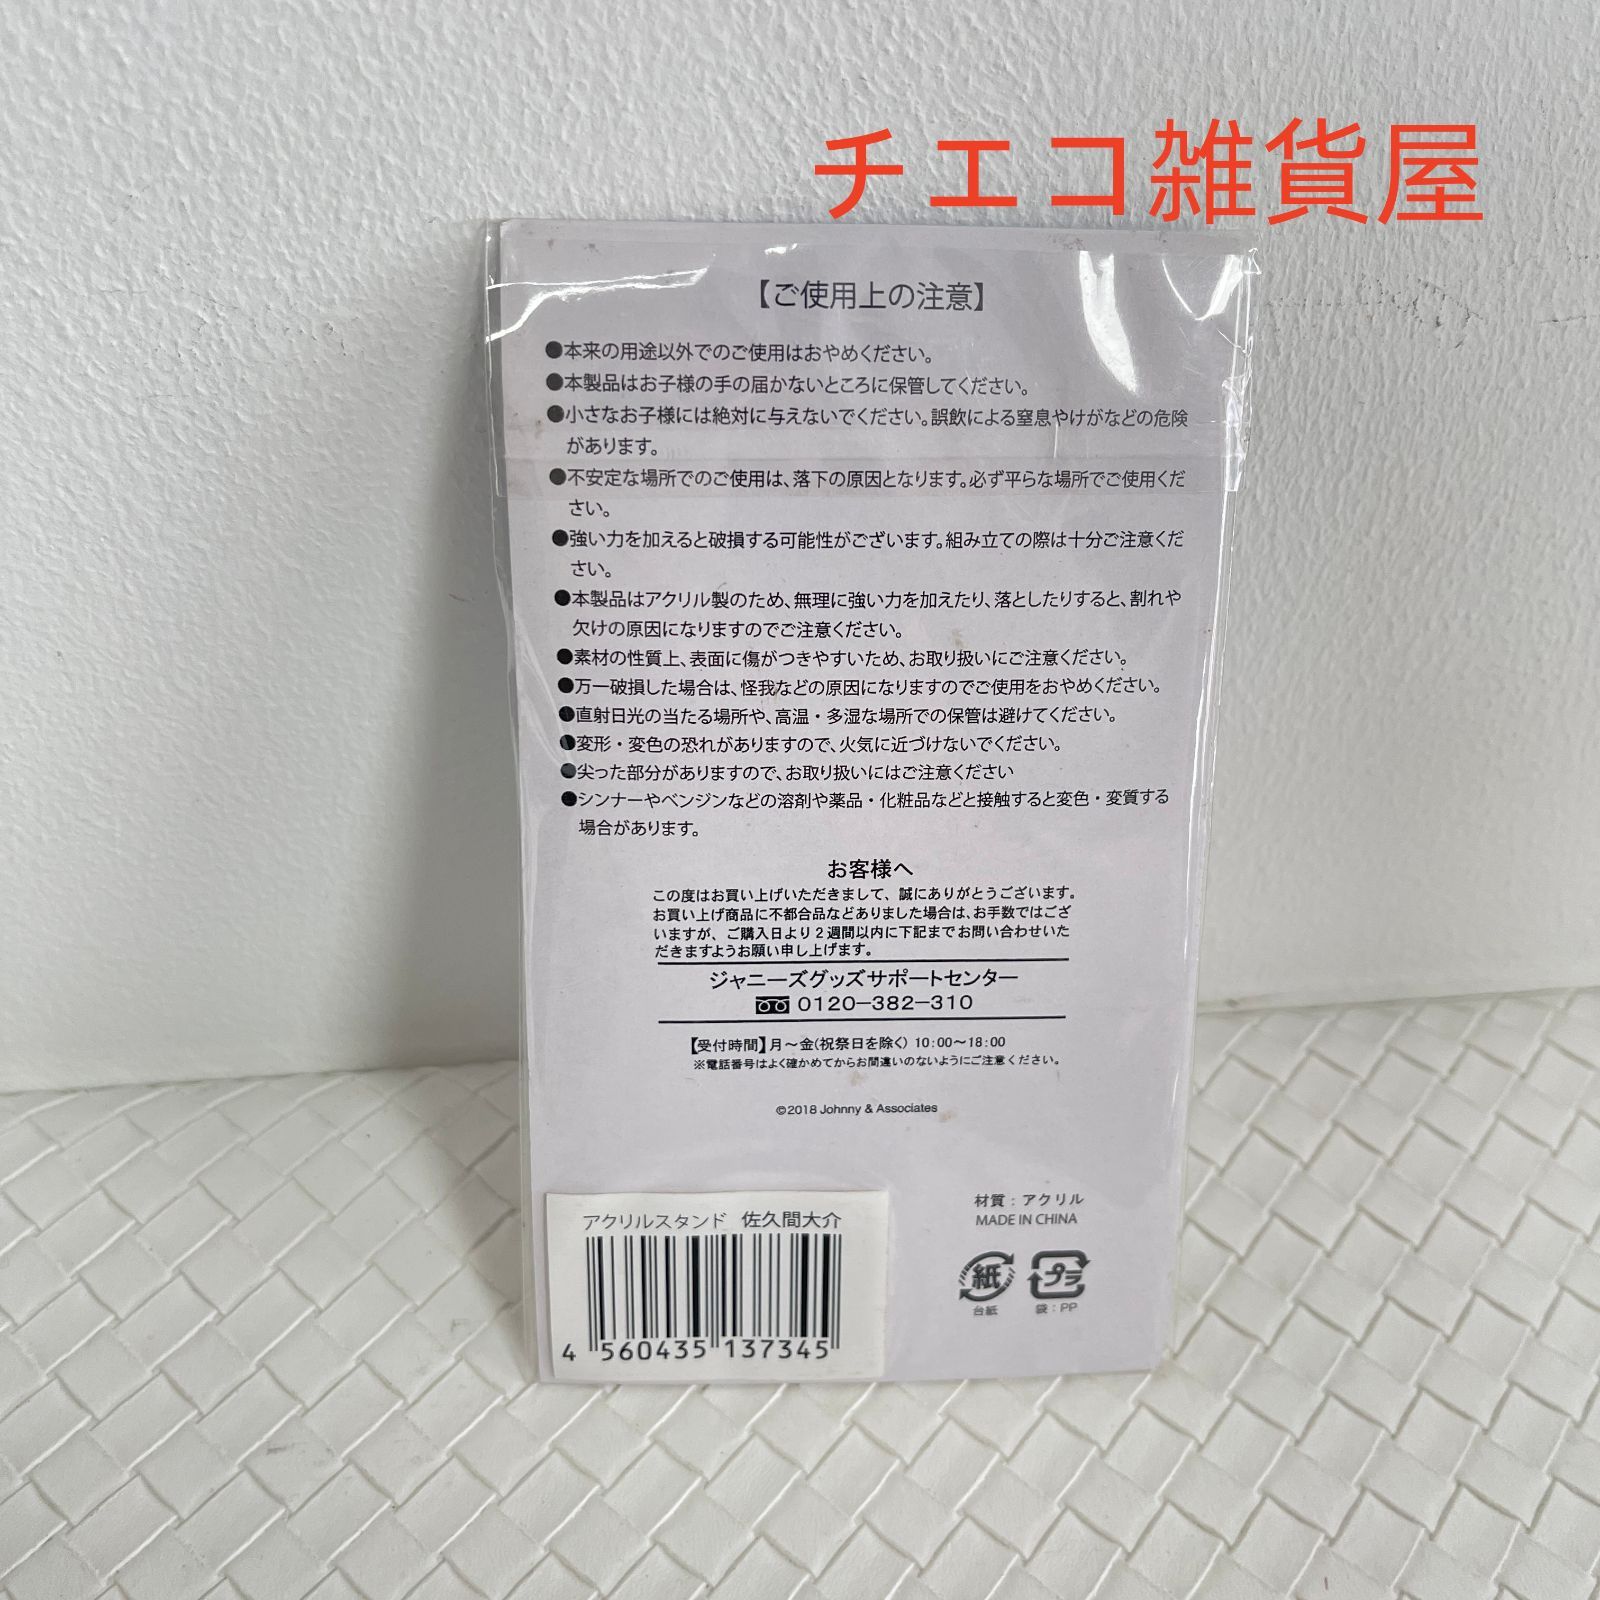 チエコ雑貨屋
【ご使用上の注意】
●本来の用途以外でのご使用はおやめください。
●本製品はお子様の手の届かないところに保管してください。
●小さなお子様には絶対に与えないでください。誤飲による窒息やけがなどの危険
があります。
●不安定な場所でのご使用は、落下の原因となります。必ず平らな場所でご使用くだ
さい。
●強い力を加えると破損する可能性がございます。組み立ての際は十分ご注意くだ
さい。
●本製品はアクリル製のため、無理に強い力を加えたり、落としたりすると、割れや
欠けの原因になりますのでご注意ください。
●素材の性質上、表面に傷がつきやすいため、お取り扱いにご注意ください。
●万一破損した場合は、怪我などの原因になりますのでご使用をおやめください。
●直射日光の当たる場所や、高温・多湿な場所での保管は避けてください。
●変形・変色の恐れがありますので、火気に近づけないでください。
●尖った部分がありますので、お取り扱いにはご注意ください
●シンナーやベンジンなどの溶剤や薬品・化粧品などと接触すると変色・変質する
場合があります。
お客様へ
この度はお買い上げいただきまして、誠にありがとうございます。
お買い上げ商品に不都合品などありました場合は、お手数ではござ
いますが、ご購入日より2週間以内に下記までお問い合わせいた
だきますようお願い申し上げます。
ジャニーズグッズサポートセンター
0120-382-310
【受付時間】月～金(祝祭日を除く) 10:00～18:00
※電話番号はよく確かめてからお間違いのないようにご注意ください。
©2018 Johnny & Associates
アクリルスタンド 佐久間大介
4 560435 137345
材質：アクリル
MADE IN CHINA
紙 プラ
台紙 袋：PP